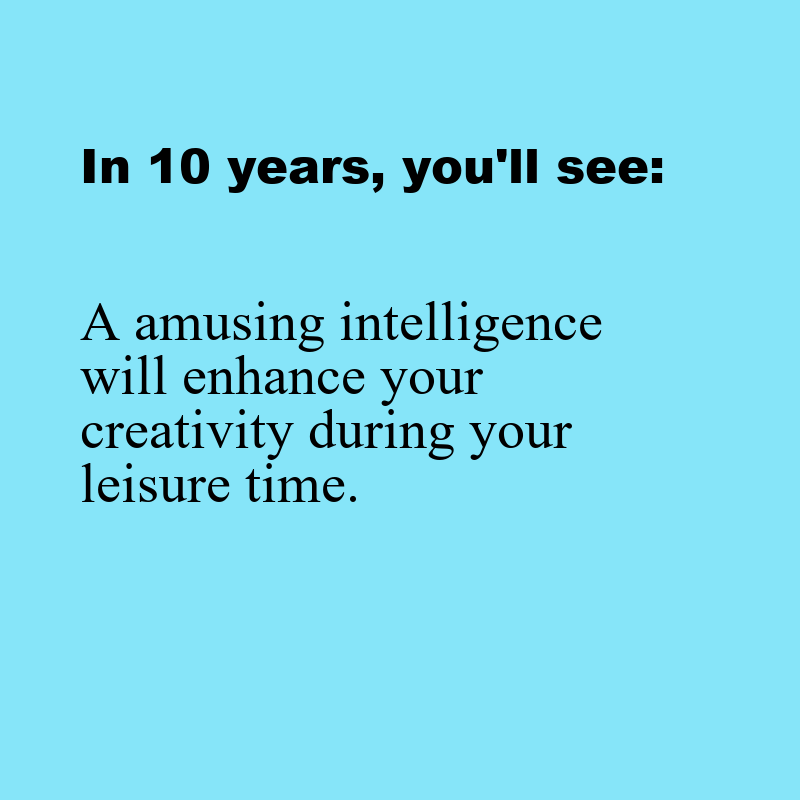 In 10 years, you'll see:
A amusing intelligence
will enhance your
creativity during your
leisure time.